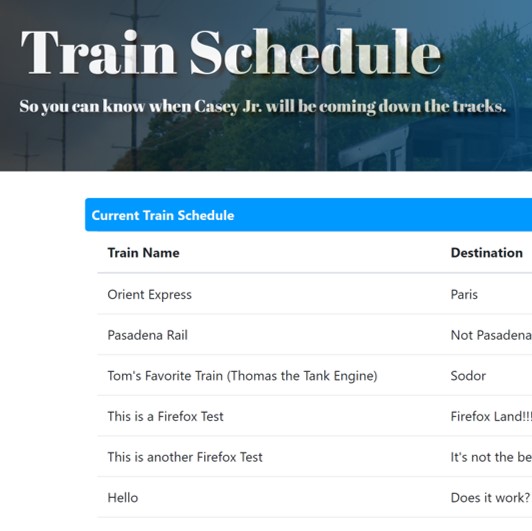 Train Schedule
So you can know when Casey Jr. will be coming down the tracks.
Current Train Schedule
Train Name Destination
Orient Express Paris
Pasadena Rail Not Pasadena
Tom's Favorite Train (Thomas the Tank Engine) Sodor
This is a Firefox Test Firefox Land!!!
This is another Firefox Test It's not the be
Hello Does it work?